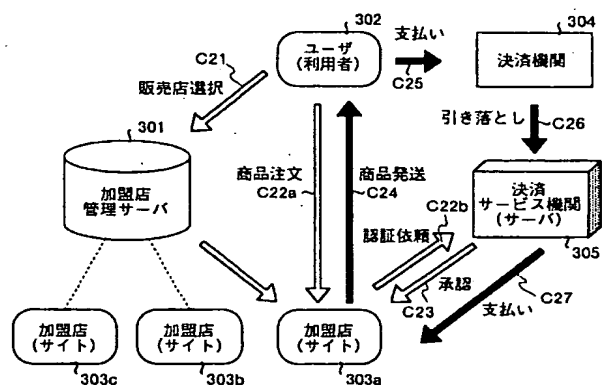 302
ユーザ
(利用者)
支払い
C25
304
決済機関
C21
販売店選択
301
加盟店
管理サーバ
商品注文
C22a
商品発送
C24
引き落とし
C26
決済
サービス機関
(サーバ)
305
C22b
認証依頼
承認
C23
C27
支払い
加盟店
(サイト)
303c
加盟店
(サイト)
303b
加盟店
(サイト)
303a